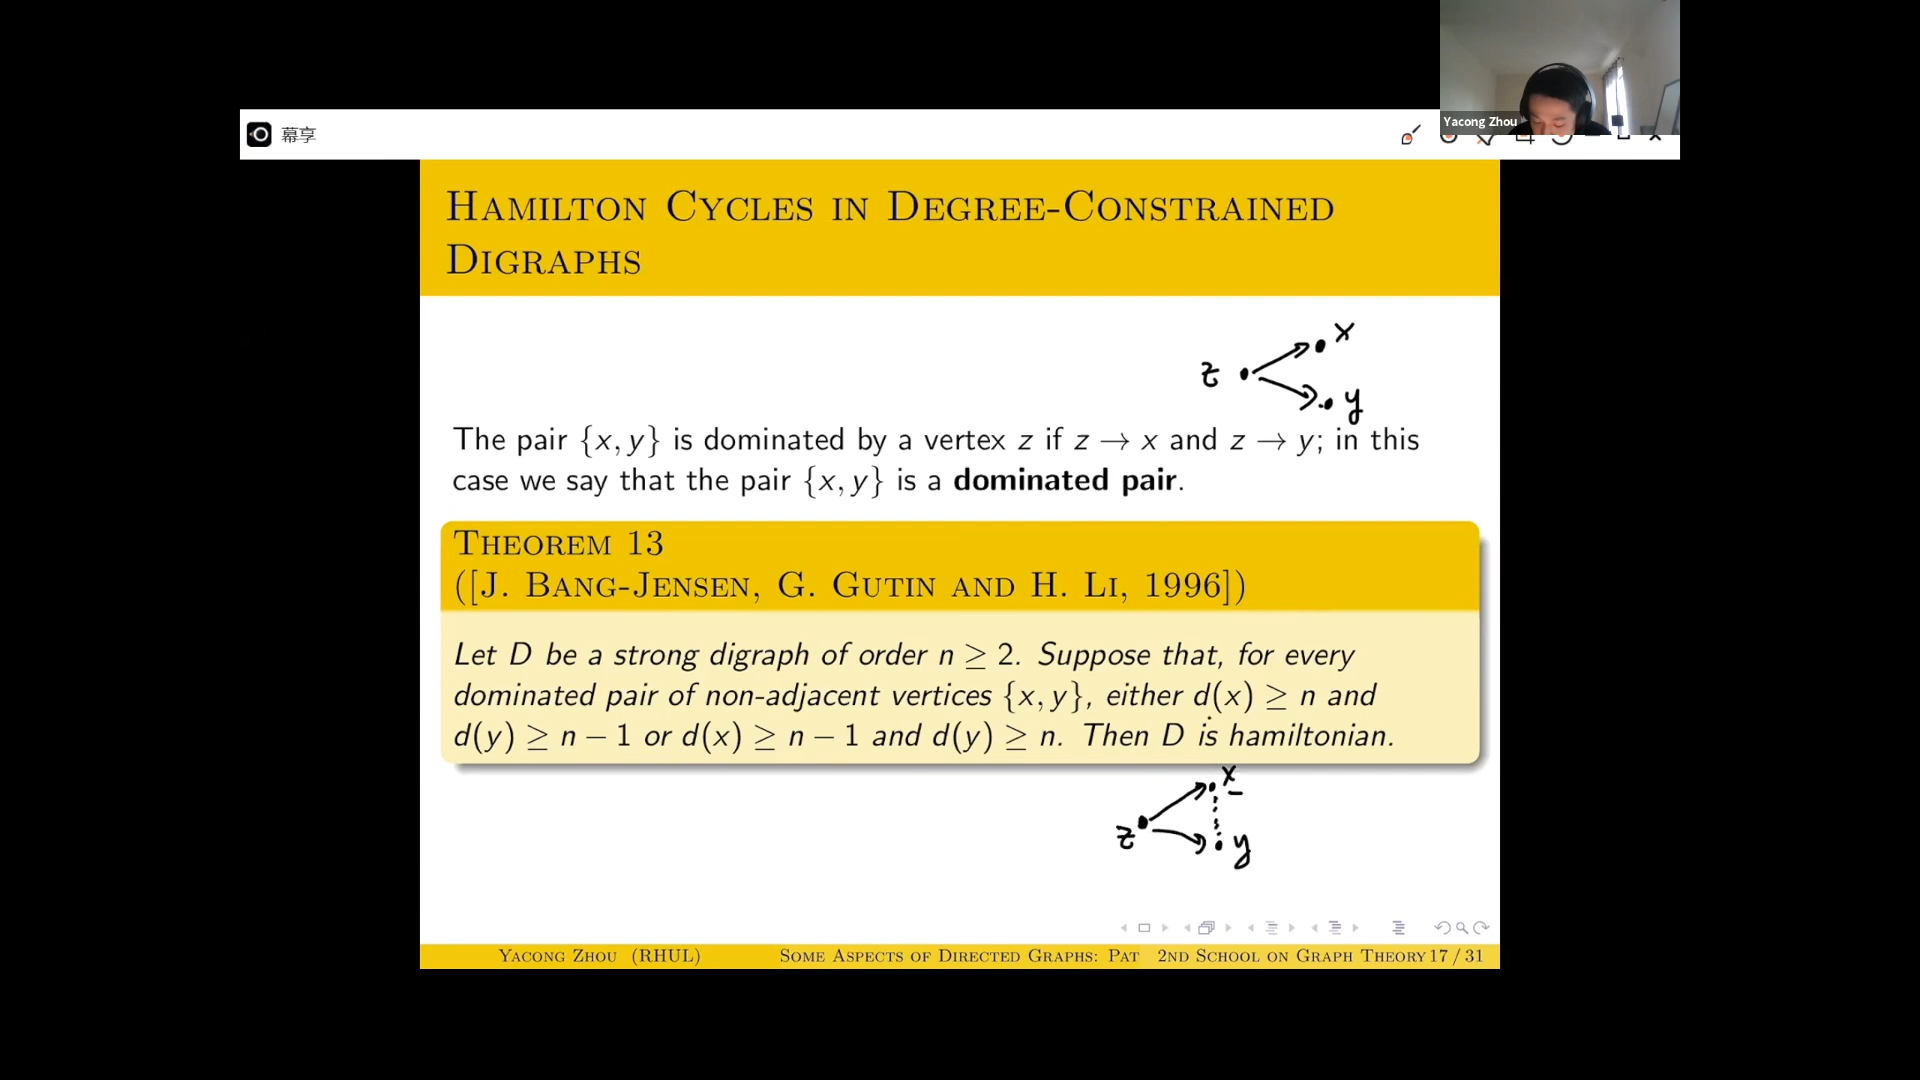 Yacong Zhou
幕享
Hamilton Cycles in Degree-Constrained
Digraphs
z x
y
The pair {x, y} is dominated by a vertex z if z → x and z → y; in this
case we say that the pair {x, y} is a dominated pair.
Theorem 13
([J. Bang-Jensen, G. Gutin and H. Li, 1996])
Let D be a strong digraph of order n ≥ 2. Suppose that, for every
dominated pair of non-adjacent vertices {x, y}, either d(x) ≥ n and
d(y) ≥ n − 1 or d(x) ≥ n − 1 and d(y) ≥ n. Then D is hamiltonian.
x
z y
Yacong Zhou (RHUL) Some Aspects of Directed Graphs: Pat 2nd School on Graph Theory 17 / 31